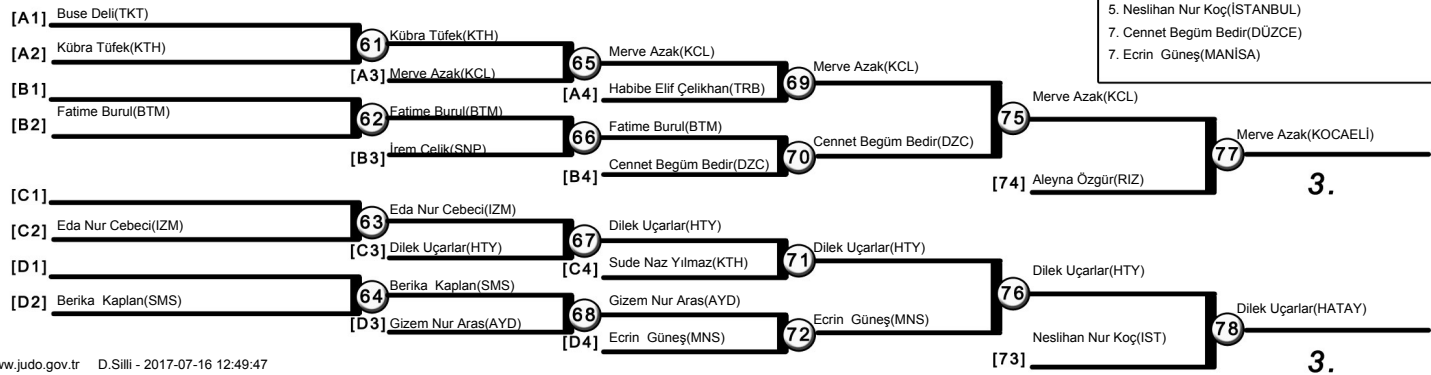 5. Neslihan Nur Koç(İSTANBUL)
7. Cennet Begüm Bedir(DÜZCE)
7. Ecrin  Güneş(MANİSA)
[A1] Buse Deli(TKT)
[A2] Kübra Tüfek(KTH)
61 Kübra Tüfek(KTH)
[A3] Merve Azak(KCL)
65 Merve Azak(KCL)
[A4] Habibe Elif Çelikhan(TRB)
69 Merve Azak(KCL)
[B1]
[B2] Fatime Burul(BTM)
62 Fatime Burul(BTM)
[B3] İrem Çelik(SNP)
66 Fatime Burul(BTM)
[B4] Cennet Begüm Bedir(DZC)
70 Cennet Begüm Bedir(DZC)
75 Merve Azak(KCL)
[74] Aleyna Özgür(RIZ)
77 Merve Azak(KOCAELİ)
3.
[C1]
[C2] Eda Nur Cebeci(IZM)
63 Eda Nur Cebeci(IZM)
[C3] Dilek Uçarlar(HTY)
67 Dilek Uçarlar(HTY)
[C4] Sude Naz Yılmaz(KTH)
71 Dilek Uçarlar(HTY)
[D1]
[D2] Berika  Kaplan(SMS)
64 Berika  Kaplan(SMS)
[D3] Gizem Nur Aras(AYD)
68 Gizem Nur Aras(AYD)
[D4] Ecrin  Güneş(MNS)
72 Ecrin  Güneş(MNS)
76 Dilek Uçarlar(HTY)
[73] Neslihan Nur Koç(IST)
78 Dilek Uçarlar(HATAY)
3.
w.judo.gov.tr D.Silli - 2017-07-16 12:49:47